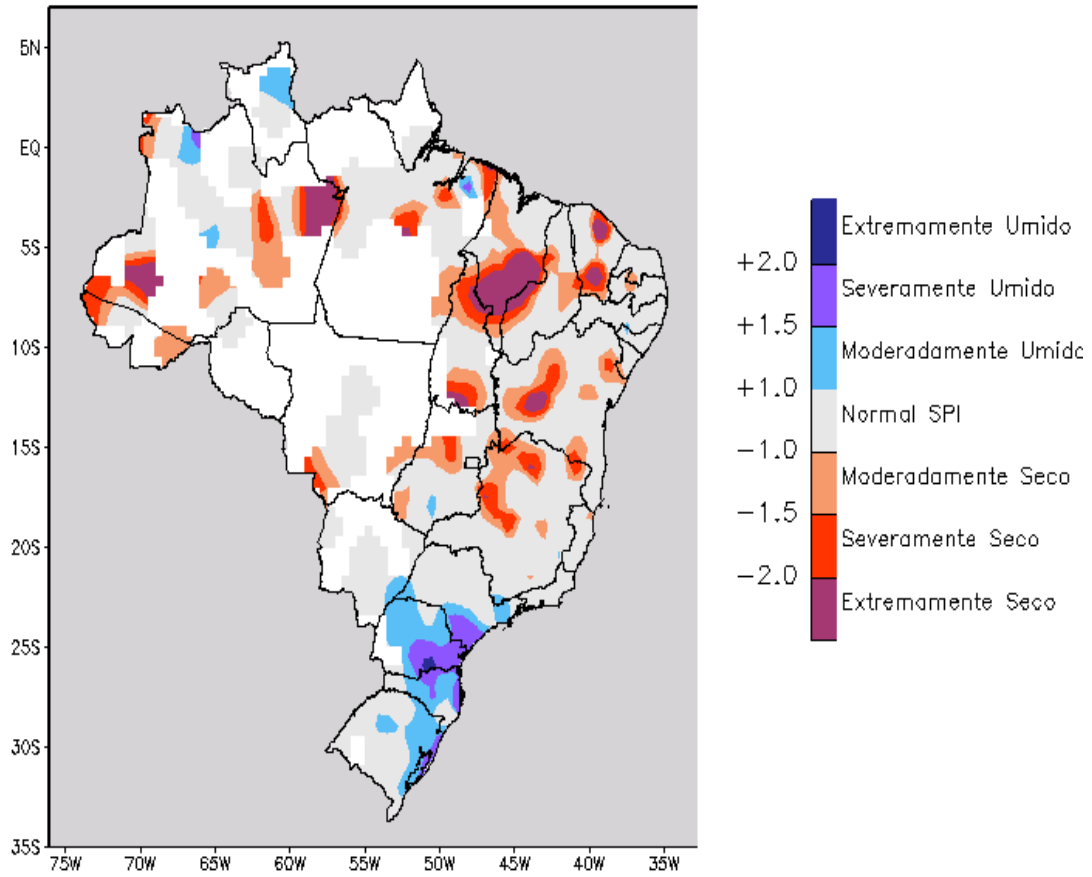 5N
EQ
5S
10S
15S
20S
25S
30S
35S
75W
70W
65W
60W
55W
50W
45W
40W
35W
Extremamente Umido
+2.0
Severamente Umido
+1.5
Moderadamente Umido
+1.0
Normal SPI
-1.0
Moderadamente Seco
-1.5
Severamente Seco
-2.0
Extremamente Seco